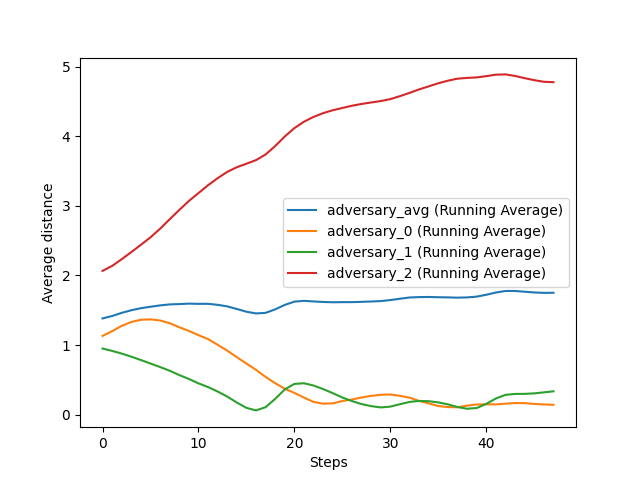 Average distance
5
4
3
2
1
0
adversary_avg (Running Average)
adversary_0 (Running Average)
adversary_1 (Running Average)
adversary_2 (Running Average)
0 10 20 30 40
Steps